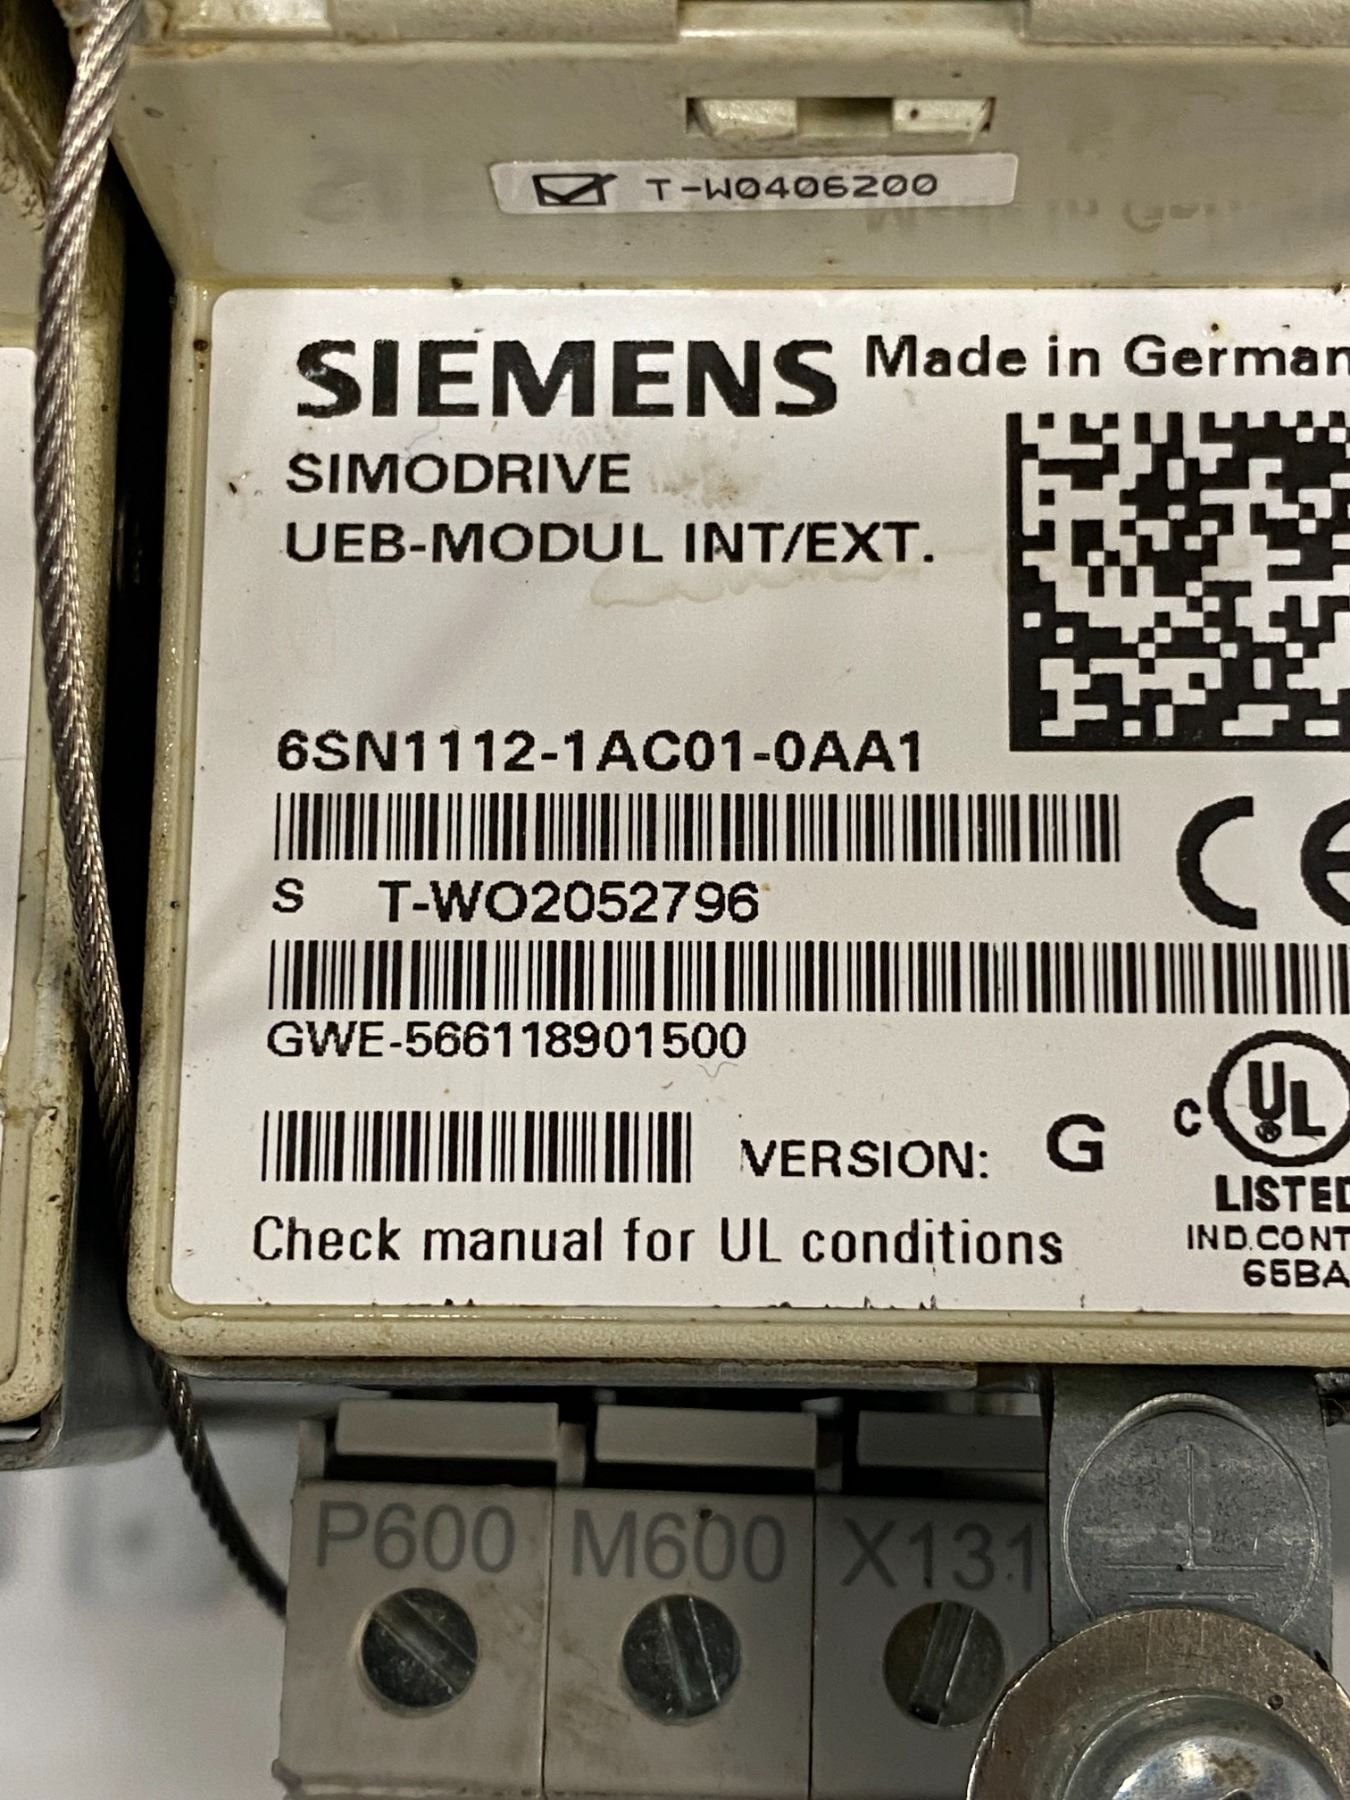 T-W0406200
SIEMENS Made in German
SIMODRIVE
UEB-MODUL INT/EXT.
6SN1112-1AC01-0AA1
S T-WO2052796
GWE-566118901500
VERSION: G
C UL
LISTED
IND.CONT
65BA
Check manual for UL conditions
P600 M600 X131